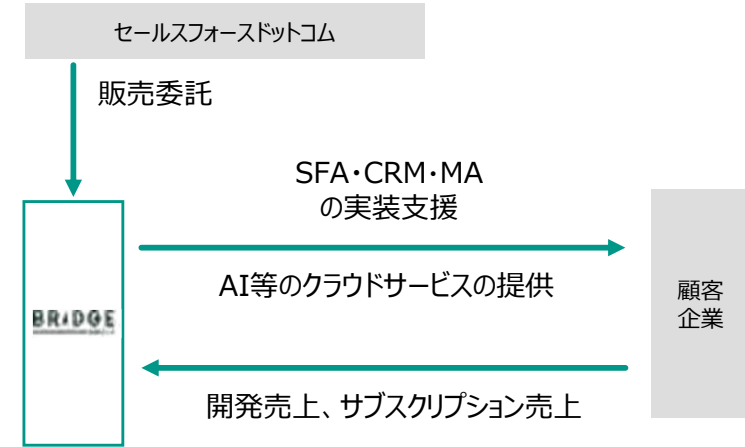 セールスフォースドットコム
販売委託
SFA・CRM・MA
の実装支援
AI等のクラウドサービスの提供
BRIDGE
顧客
企業
開発売上、サブスクリプション売上